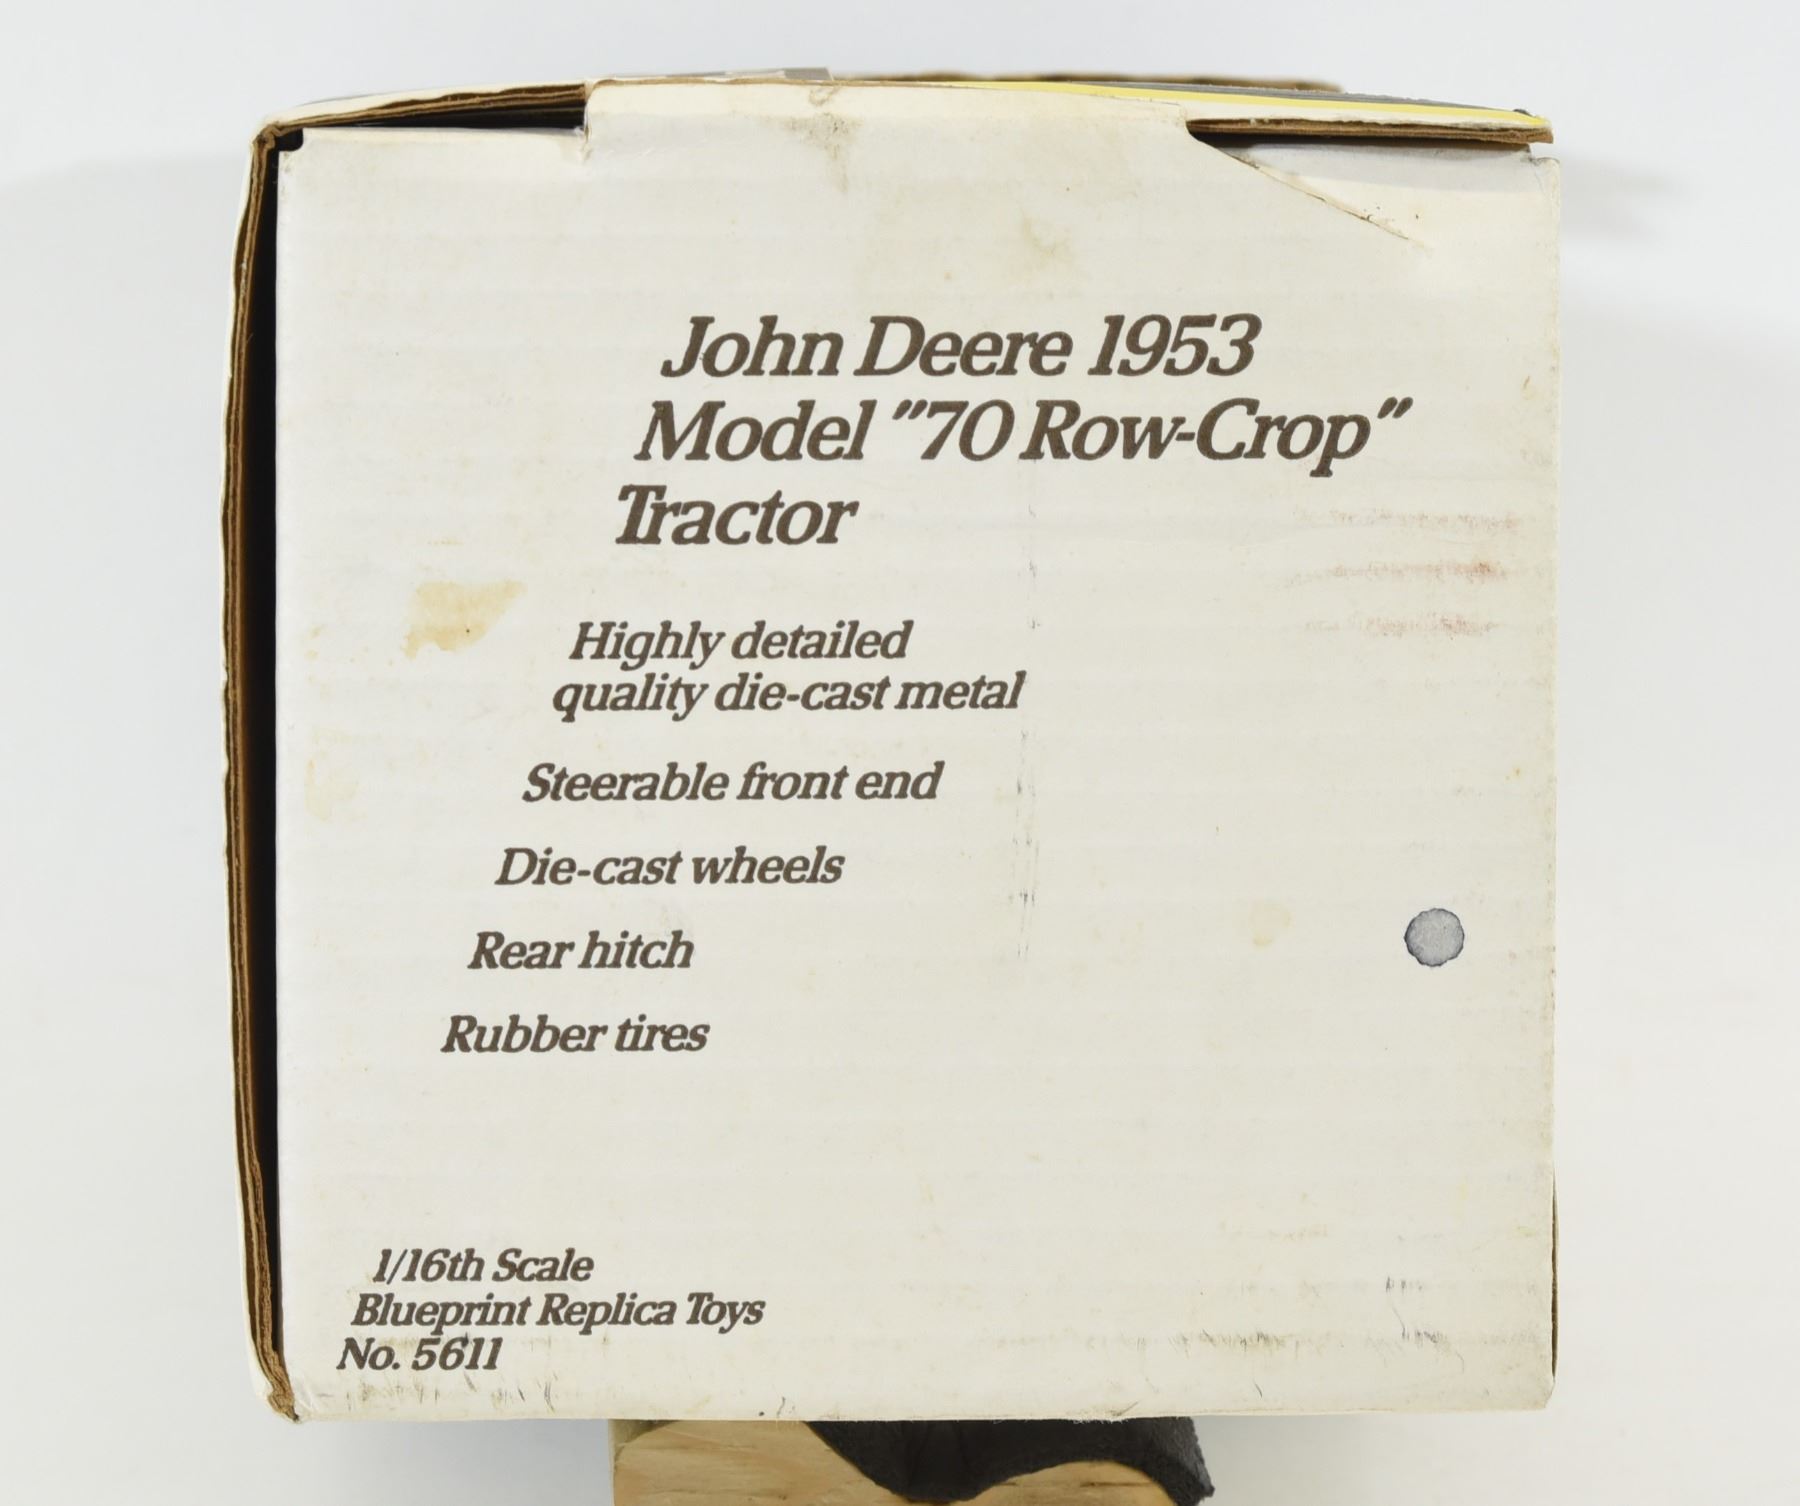 John Deere 1953
Model "70 Row-Crop"
Tractor
Highly detailed
quality die-cast metal
Steerable front end
Die-cast wheels
Rear hitch
Rubber tires
1/16th Scale
Blueprint Replica Toys
No. 5611